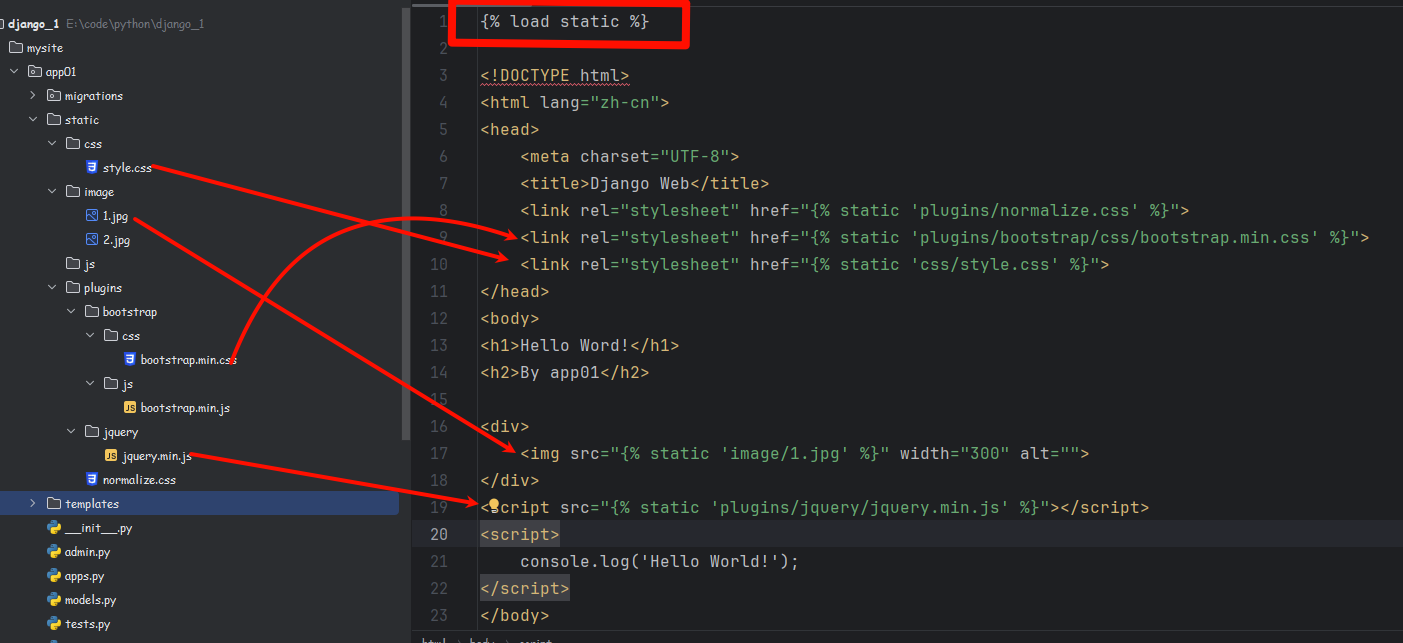 django_1 E:\code\python\django_1
mysite
app01
migrations
static
css
style.css
image
1.jpg
2.jpg
js
plugins
bootstrap
css
bootstrap.min.css
js
bootstrap.min.js
jquery
jquery.min.js
normalize.css
templates
__init__.py
admin.py
apps.py
models.py
tests.py
1 {% load static %}
2
3 <!DOCTYPE html>
4 <html lang="zh-cn">
5 <head>
6 <meta charset="UTF-8">
7 <title>Django Web</title>
8 <link rel="stylesheet" href="{% static 'plugins/normalize.css' %}">
9 <link rel="stylesheet" href="{% static 'plugins/bootstrap/css/bootstrap.min.css' %}">
10 <link rel="stylesheet" href="{% static 'css/style.css' %}">
11 </head>
12 <body>
13 <h1>Hello Word!</h1>
14 <h2>By app01</h2>
15
16 <div>
17 <img src="{% static 'image/1.jpg' %}" width="300" alt="">
18 </div>
19 <script src="{% static 'plugins/jquery/jquery.min.js' %}"></script>
20 <script>
21 console.log('Hello World!');
22 </script>
23 </body>